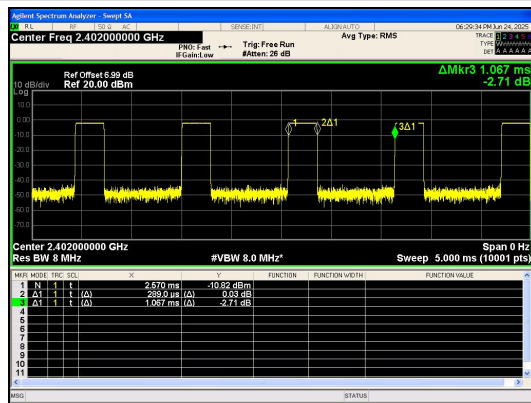 Agilent Spectrum Analyzer - Swept SA
RL RF 50 Ω AC SENSE:INT ALIGNAUTO 06:29:34 PM Jun 24, 2025
Center Freq 2.402000000 GHz Avg Type: RMS TRACE 1 2 3 4 5 6
PNO: Fast Trig: Free Run TYPE
IFGain:Low #Atten: 26 dB DET A A A A A A
ΔMkr3 1.067 ms
-2.71 dB
Ref Offset 6.99 dB
10 dB/div Ref 20.00 dBm
Log
10.0
0.00
1 2Δ1 3Δ1
-10.0
-20.0
-30.0
-40.0
-50.0
-60.0
-70.0
Center 2.402000000 GHz Span 0 Hz
Res BW 8 MHz #VBW 8.0 MHz* Sweep 5.000 ms (10001 pts)
MKR MODE TRC SCL X Y FUNCTION FUNCTION WIDTH FUNCTION VALUE
1 N 1 t 2.570 ms -10.82 dBm
2 Δ1 1 t (Δ) 289.0 µs (Δ) 0.03 dB
3 Δ1 1 t (Δ) 1.067 ms (Δ) -2.71 dB
4
5
6
7
8
9
10
11
MSG STATUS